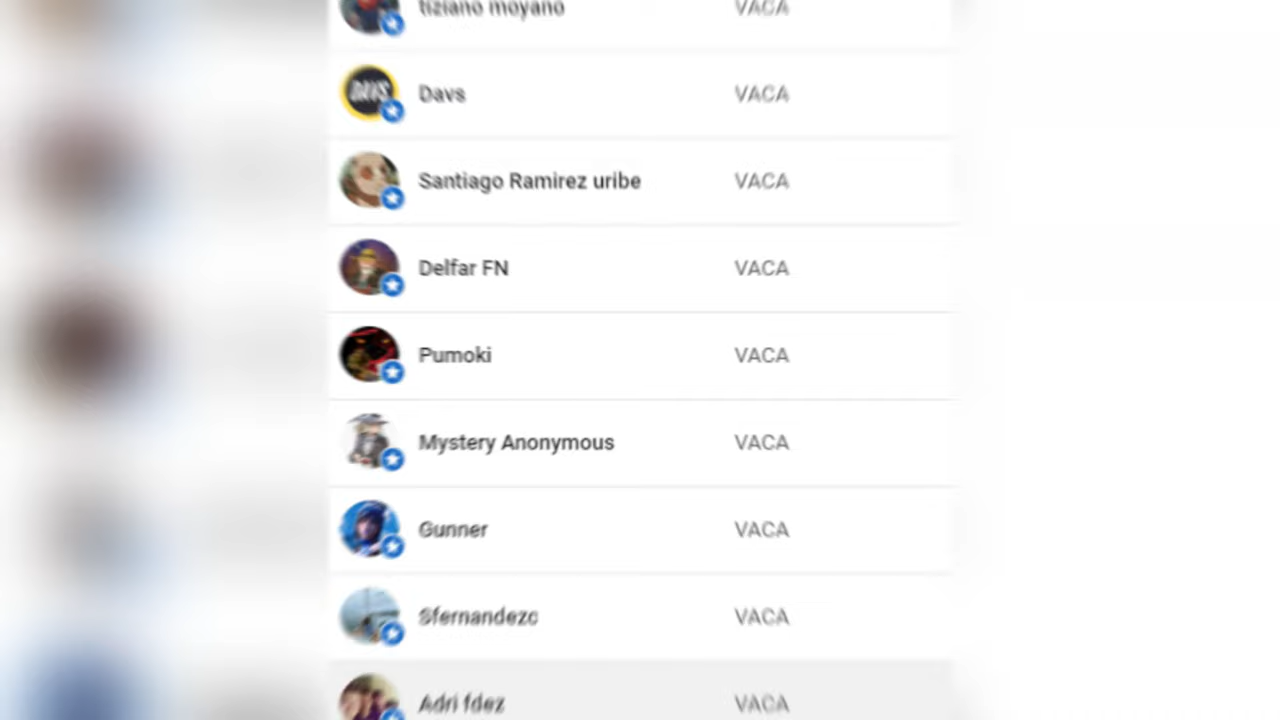 tiziano moyano VACA
DAVS
Davs VACA
Santiago Ramirez uribe VACA
Delfar FN VACA
Pumoki VACA
Mystery Anonymous VACA
Gunner VACA
Sfernandezc VACA
Adri fdez VACA